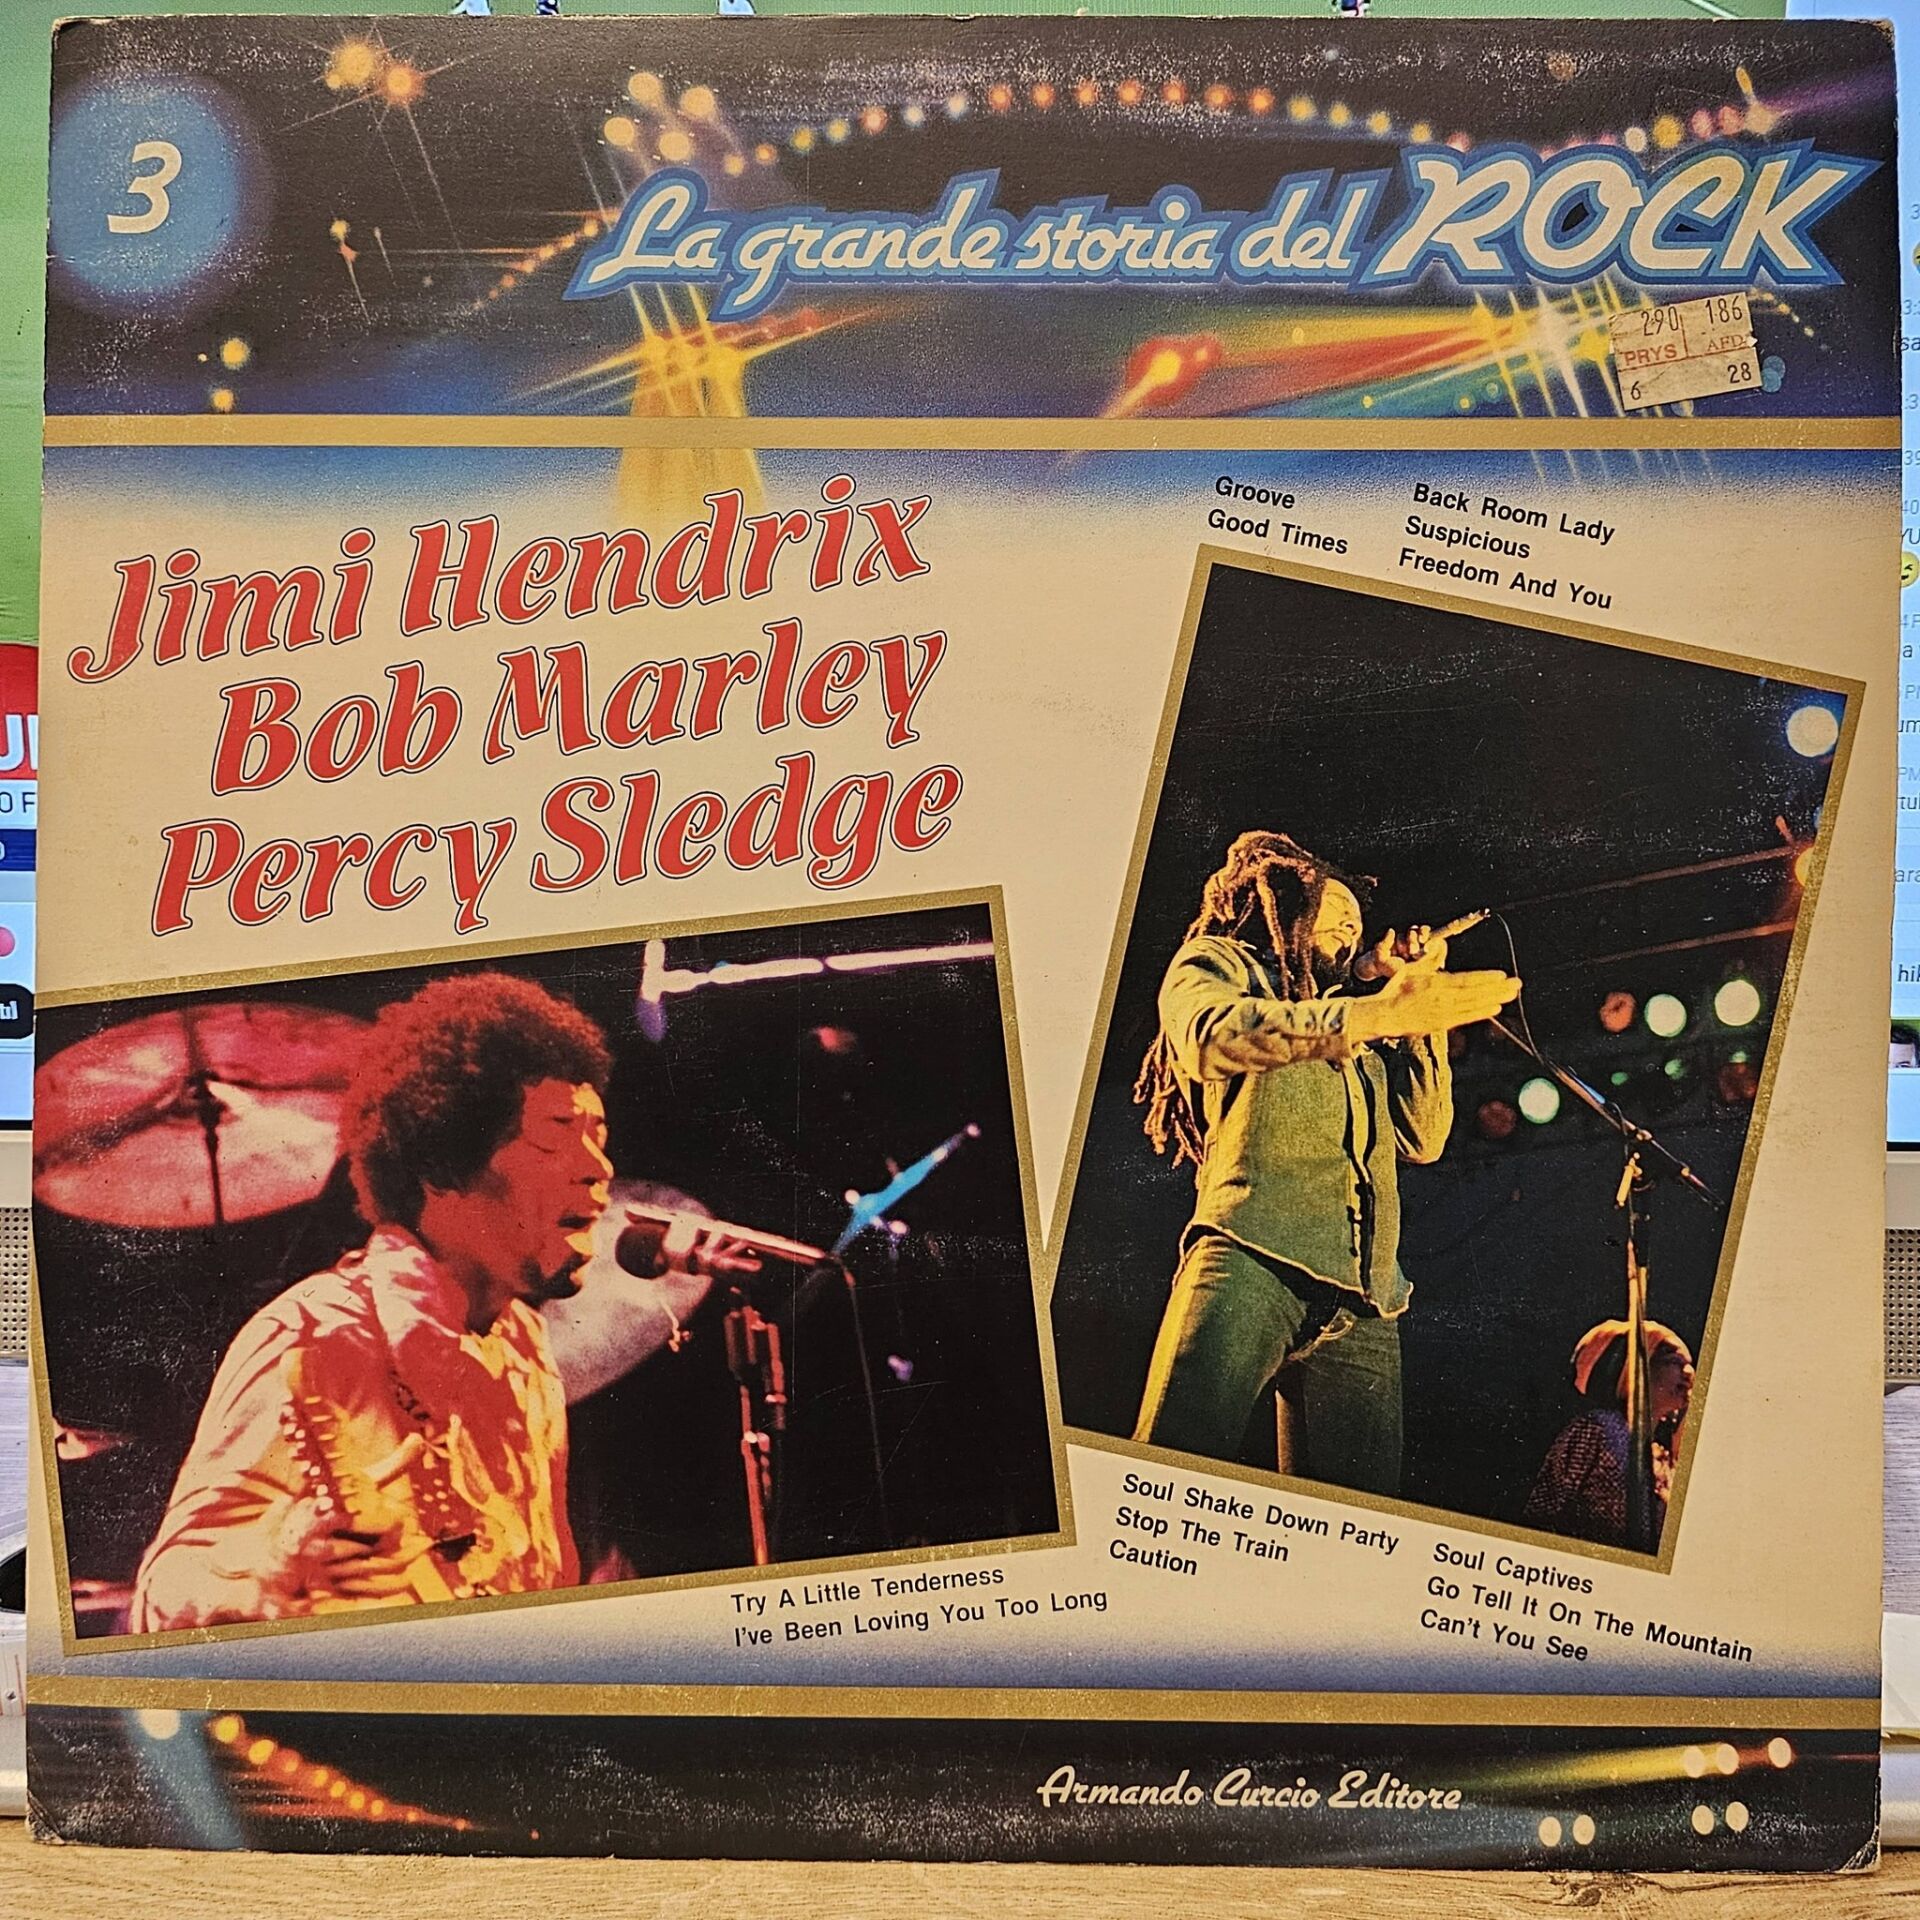 3
La grande storia del ROCK
290 186
PRYS AFD.
6 28
Jimi Hendrix
Bob Marley
Percy Sledge
Groove
Good Times
Back Room Lady
Suspicious
Freedom And You
Try A Little Tenderness
I've Been Loving You Too Long
Soul Shake Down Party
Stop The Train
Caution
Soul Captives
Go Tell It On The Mountain
Can't You See
Armando Curcio Editore